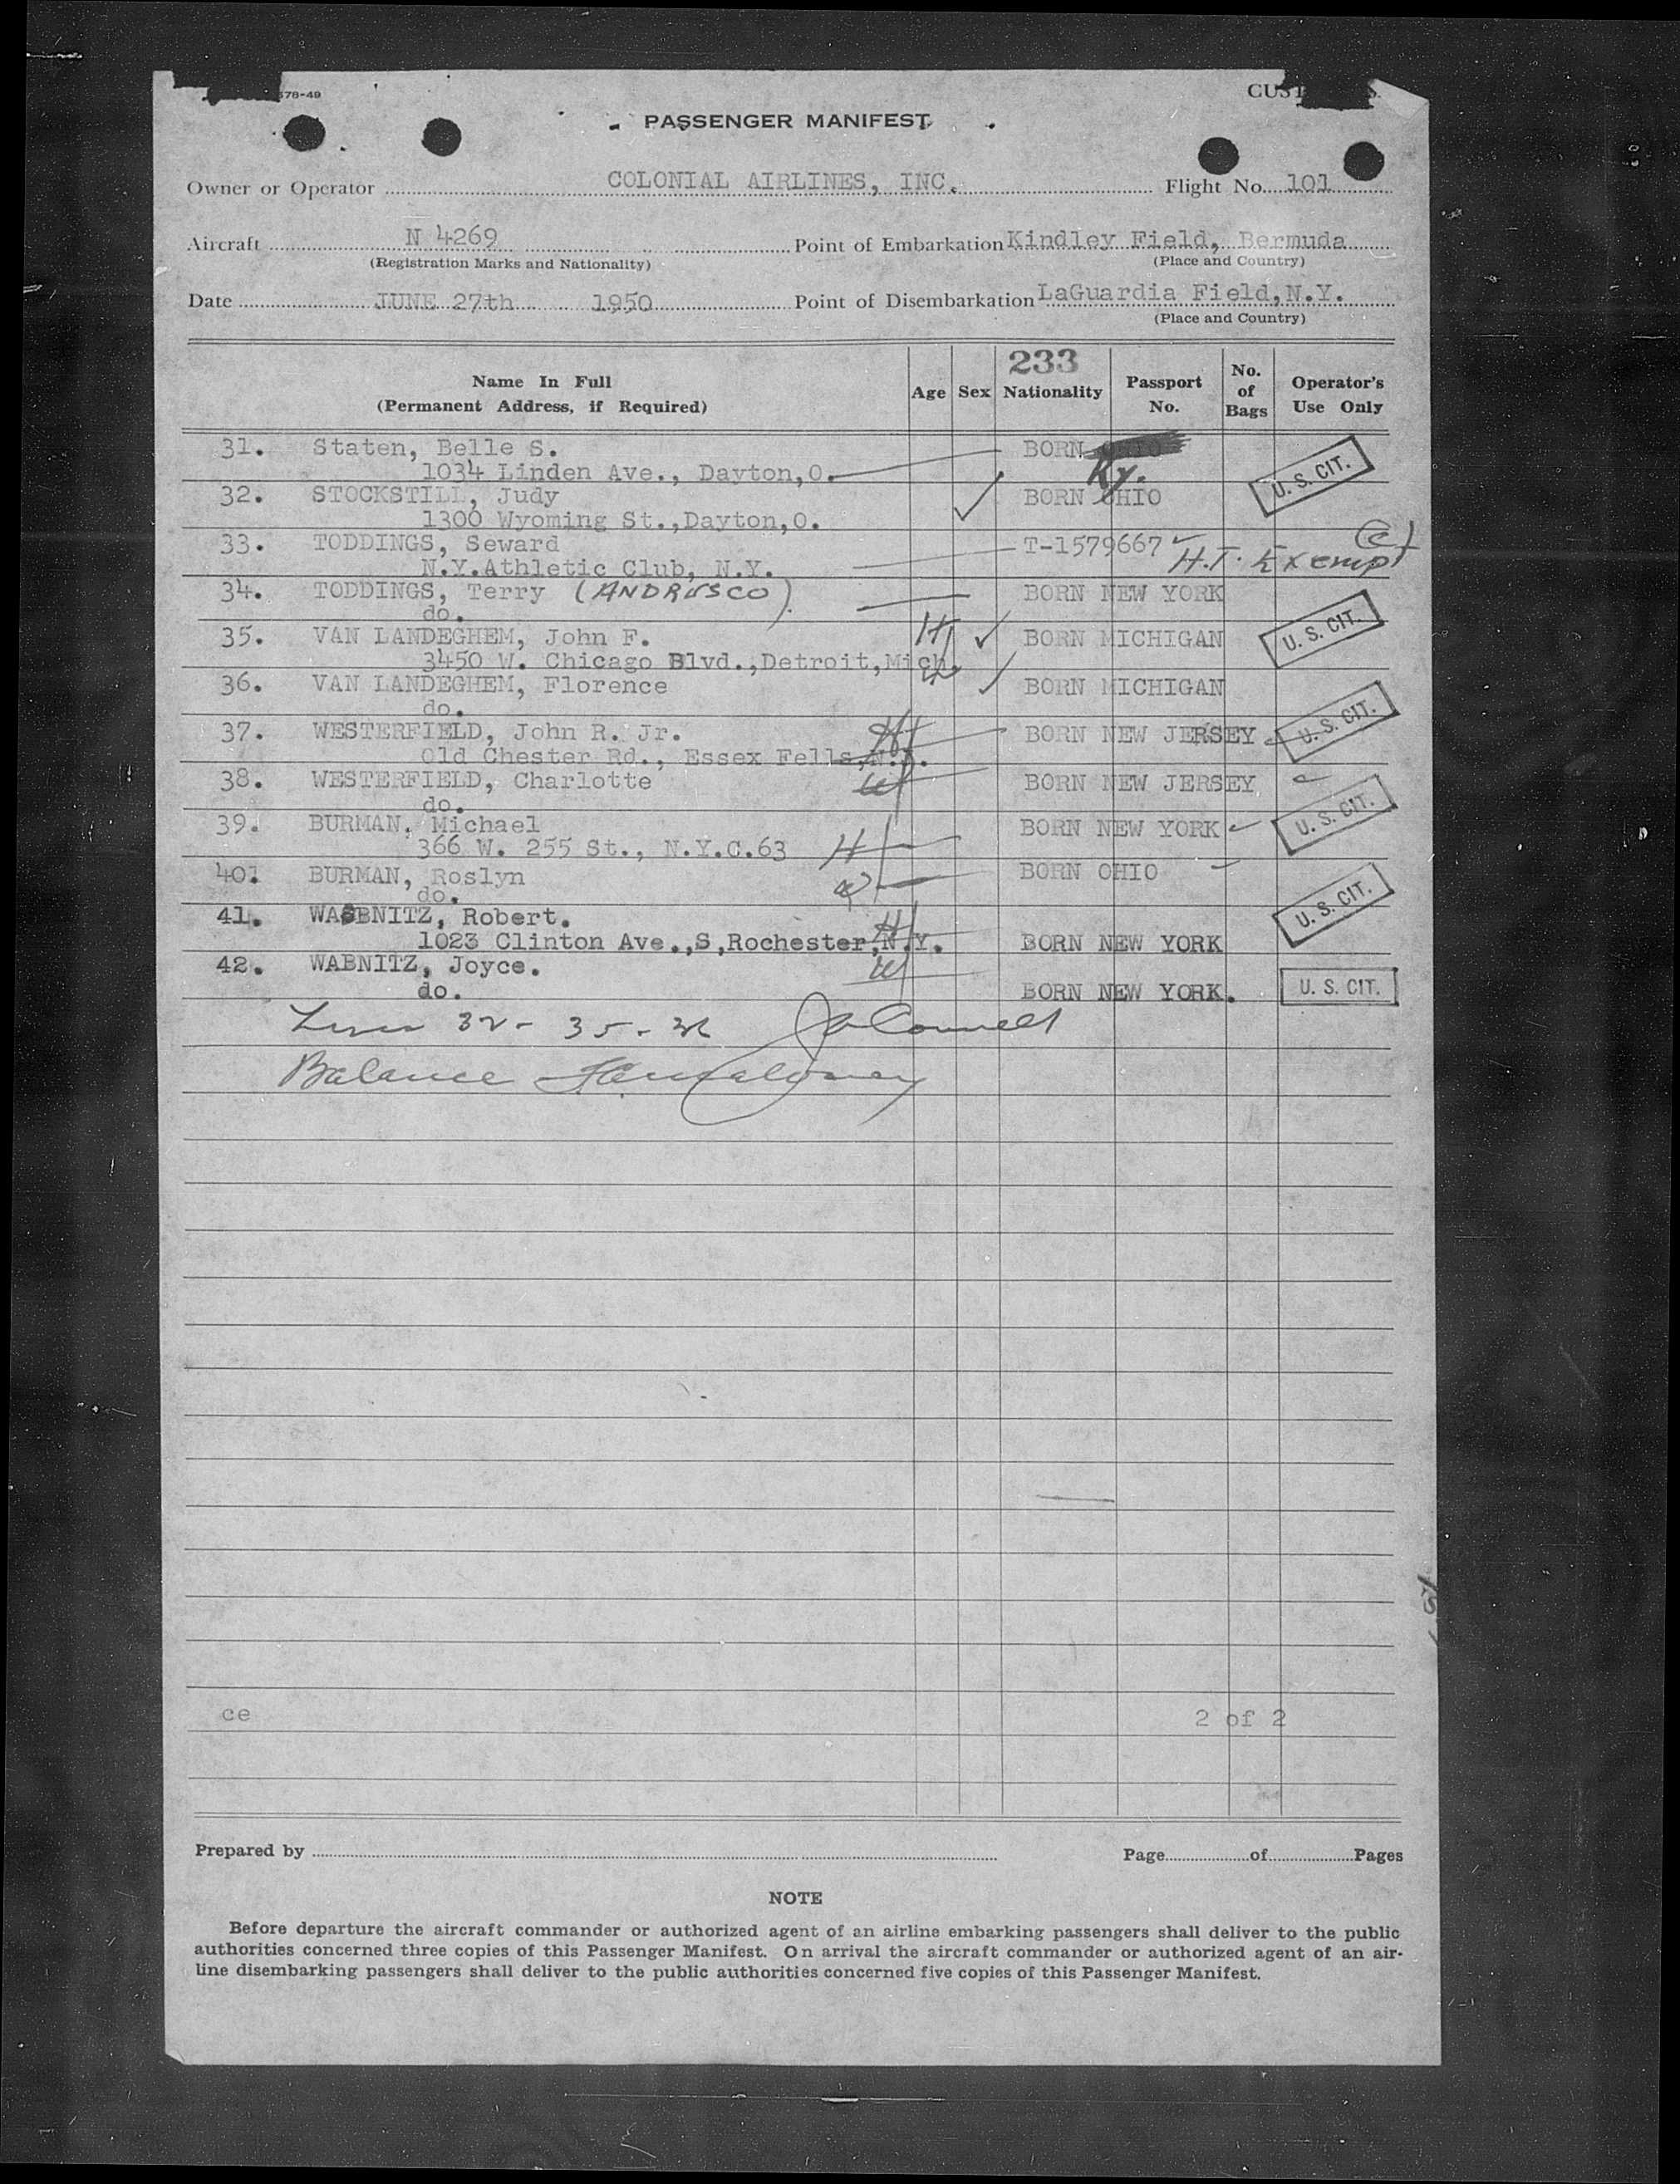 578-49
CUST
PASSENGER MANIFEST
Owner or Operator COLONIAL AIRLINES, INC. Flight No. 101
Aircraft N 4269 Point of Embarkation Kindley Field, Bermuda
(Registration Marks and Nationality) (Place and Country)
Date JUNE 27th 1950 Point of Disembarkation LaGuardia Field, N.Y.
(Place and Country)
233
Name In Full
(Permanent Address, if Required)
Age Sex Nationality Passport No. No. of Bags Operator's Use Only
31. Staten, Belle S. BORN OHIO
1034 Linden Ave., Dayton,O. Ky. U. S. CIT.
32. STOCKSTILL, Judy BORN OHIO
1300 Wyoming St.,Dayton,O.
33. TODDINGS, Seward T-1579667 H.T. Exempt
N.Y.Athletic Club, N.Y.
34. TODDINGS, Terry (ANDRUSCO) BORN NEW YORK
do.
35. VAN LANDEGHEM, John F. H BORN MICHIGAN U. S. CIT.
3450 W. Chicago Blvd.,Detroit,Mich.
36. VAN LANDEGHEM, Florence W BORN MICHIGAN
do.
37. WESTERFIELD, John R. Jr. H BORN NEW JERSEY U. S. CIT.
Old Chester Rd., Essex Fells,N.J.
38. WESTERFIELD, Charlotte W BORN NEW JERSEY
do.
39. BURMAN, Michael BORN NEW YORK U. S. CIT.
366 W. 255 St., N.Y.C.63 H
40. BURMAN, Roslyn W BORN OHIO
do.
41. WASBNITZ, Robert. H U. S. CIT.
1023 Clinton Ave.,S,Rochester,N.Y. BORN NEW YORK
42. WABNITZ, Joyce. W
do. BORN NEW YORK. U. S. CIT.
Lines 32 - 35 - 36
Balance
ce 2 of 2
Prepared by Page of Pages
NOTE
Before departure the aircraft commander or authorized agent of an airline embarking passengers shall deliver to the public
authorities concerned three copies of this Passenger Manifest. On arrival the aircraft commander or authorized agent of an air-
line disembarking passengers shall deliver to the public authorities concerned five copies of this Passenger Manifest.